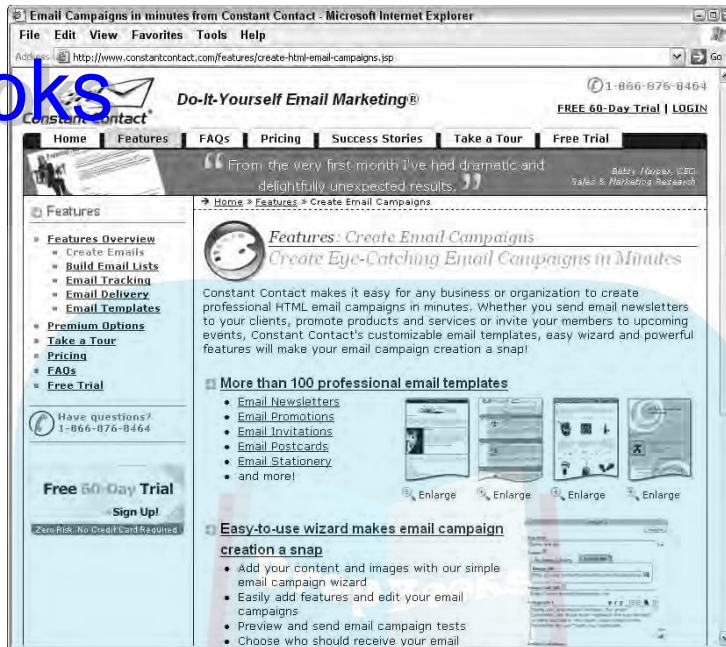 Email Campaigns in minutes from Constant Contact - Microsoft Internet Explorer
File Edit View Favorites Tools Help
Address http://www.constantcontact.com/features/create-html-email-campaigns.jsp Go
oks
Constant Contact
Do-It-Yourself Email Marketing®
1-866-876-8464
FREE 60-Day Trial | LOGIN
Home Features FAQs Pricing Success Stories Take a Tour Free Trial
“ From the very first month I've had dramatic and
delightfully unexpected results. ”
Betsy Harper, CEO
Sales & Marketing Research
Home » Features » Create Email Campaigns
Features
Features Overview
Create Emails
Build Email Lists
Email Tracking
Email Delivery
Email Templates
Premium Options
Take a Tour
Pricing
FAQs
Free Trial
Have questions?
1-866-876-8464
Free 60-Day Trial
Sign Up!
Zero Risk. No Credit Card Required
Features: Create Email Campaigns
Create Eye-Catching Email Campaigns in Minutes
Constant Contact makes it easy for any business or organization to create
professional HTML email campaigns in minutes. Whether you send email newsletters
to your clients, promote products and services or invite your members to upcoming
events, Constant Contact's customizable email templates, easy wizard and powerful
features will make your email campaign creation a snap!
More than 100 professional email templates
• Email Newsletters
• Email Promotions
• Email Invitations
• Email Postcards
• Email Stationery
• and more!
Enlarge Enlarge Enlarge Enlarge
Easy-to-use wizard makes email campaign
creation a snap
• Add your content and images with our simple
email campaign wizard
• Easily add features and edit your email
campaigns
• Preview and send email campaign tests
• Choose who should receive your email